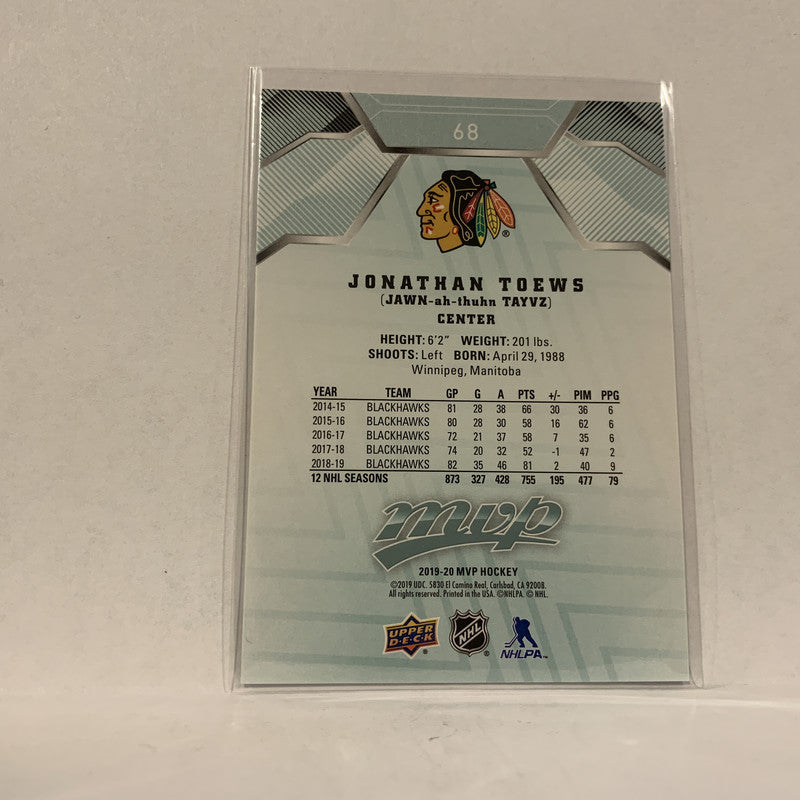 68
JONATHAN TOEWS
(JAWN-ah-thuhn TAYVZ)
CENTER
HEIGHT: 6'2" WEIGHT: 201 lbs.
SHOOTS: Left BORN: April 29, 1988
Winnipeg, Manitoba
YEAR TEAM GP G A PTS +/- PIM PPG
2014-15 BLACKHAWKS 81 28 38 66 30 36 6
2015-16 BLACKHAWKS 80 28 30 58 16 62 6
2016-17 BLACKHAWKS 72 21 37 58 7 35 6
2017-18 BLACKHAWKS 74 20 32 52 -1 47 2
2018-19 BLACKHAWKS 82 35 46 81 2 40 9
12 NHL SEASONS 873 327 428 755 195 477 79
mvp
2019-20 MVP HOCKEY
©2019 UDC. 5830 El Camino Real, Carlsbad, CA 92008.
All rights reserved. Printed in the USA. ©NHLPA. © NHL.
UPPER DECK ® NHL ® NHLPA™